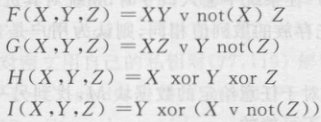 F(X,Y,Z)=XY v not(X) Z
G(X,Y,Z)=XZ v Y not(Z)
H(X,Y,Z)=X xor Y xor Z
I(X,Y,Z)=Y xor (X v not(Z))